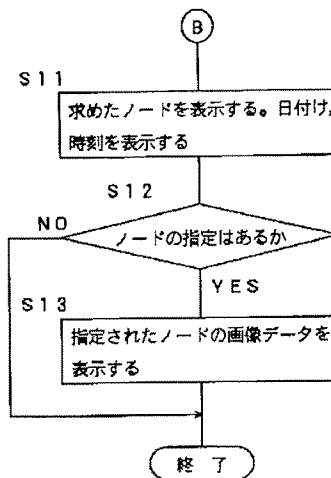 B
S11
求めたノードを表示する。日付け,
時刻を表示する
S12
ノードの指定はあるか
NO
YES
S13
指定されたノードの画像データを
表示する
終 了